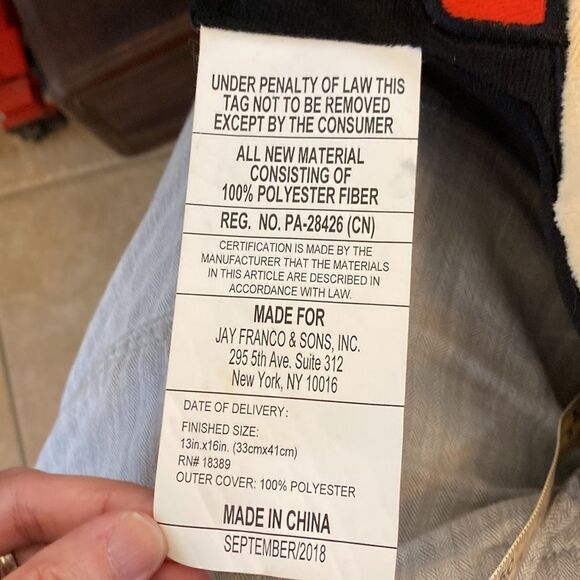 UNDER PENALTY OF LAW THIS
TAG NOT TO BE REMOVED
EXCEPT BY THE CONSUMER
ALL NEW MATERIAL
CONSISTING OF
100% POLYESTER FIBER
REG. NO. PA-28426 (CN)
CERTIFICATION IS MADE BY THE
MANUFACTURER THAT THE MATERIALS
IN THIS ARTICLE ARE DESCRIBED IN
ACCORDANCE WITH LAW.
MADE FOR
JAY FRANCO & SONS, INC.
295 5th Ave. Suite 312
New York, NY 10016
DATE OF DELIVERY:
FINISHED SIZE:
13in.x16in. (33cmx41cm)
RN# 18389
OUTER COVER: 100% POLYESTER
MADE IN CHINA
SEPTEMBER/2018